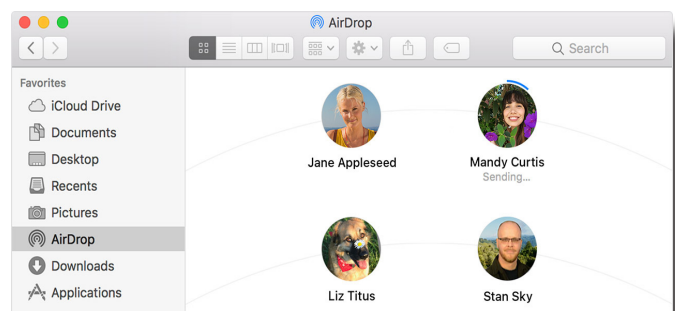 AirDrop
Search
Favorites
iCloud Drive
Documents
Desktop
Recents
Pictures
AirDrop
Downloads
Applications
Jane Appleseed
Mandy Curtis
Sending...
Liz Titus
Stan Sky